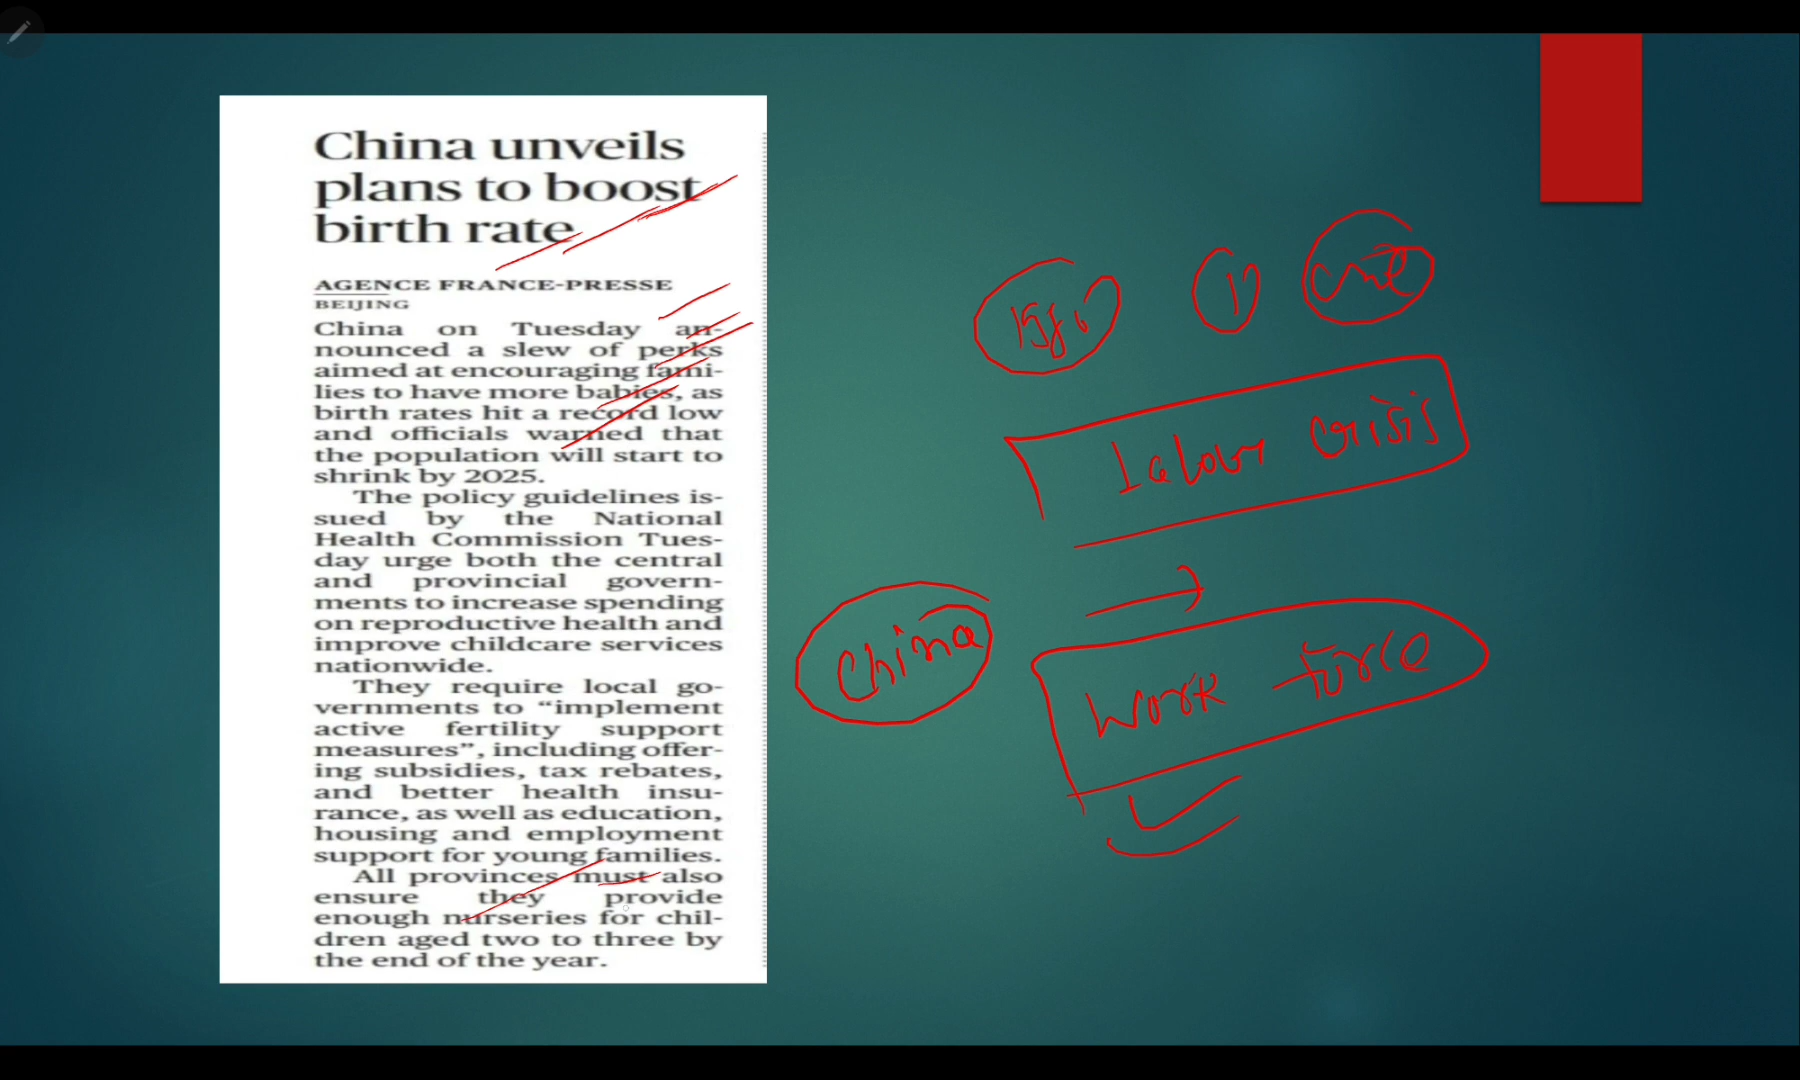 China unveils
plans to boost
birth rate
AGENCE FRANCE-PRESSE
BEIJING
China on Tuesday an-
nounced a slew of perks
aimed at encouraging fami-
lies to have more babies, as
birth rates hit a record low
and officials warned that
the population will start to
shrink by 2025.
The policy guidelines is-
sued by the National
Health Commission Tues-
day urge both the central
and provincial govern-
ments to increase spending
on reproductive health and
improve childcare services
nationwide.
They require local go-
vernments to “implement
active fertility support
measures”, including offer-
ing subsidies, tax rebates,
and better health insu-
rance, as well as education,
housing and employment
support for young families.
All provinces must also
ensure they provide
enough nurseries for chil-
dren aged two to three by
the end of the year.
1
Labour crisis
China
Work force